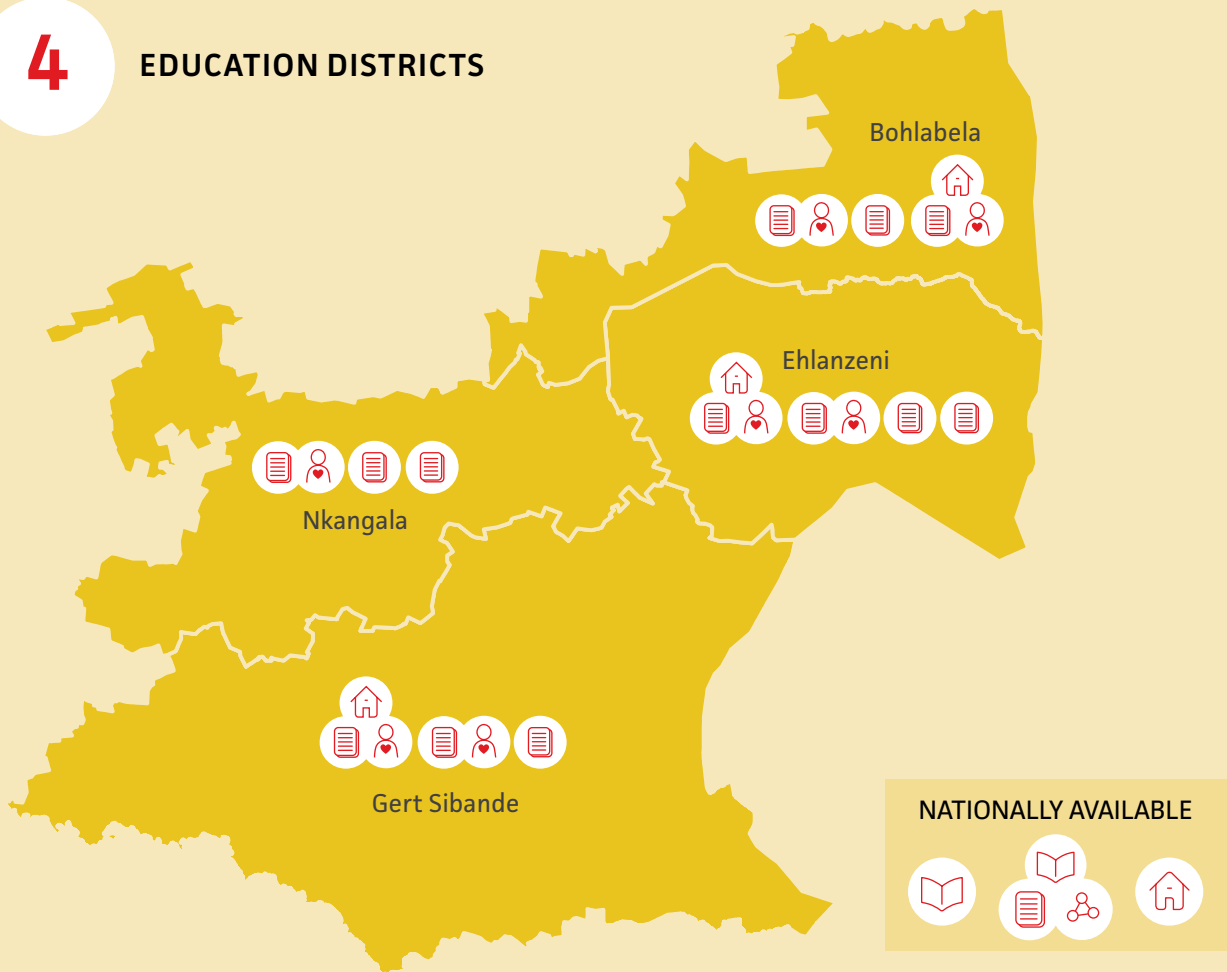 4
EDUCATION DISTRICTS
Bohlabela
Ehlanzeni
Nkangala
Gert Sibande
NATIONALLY AVAILABLE